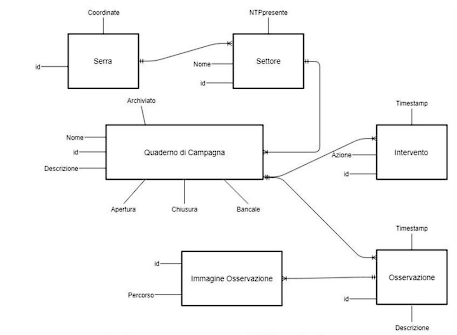 Coordinate
NTPpresente
id
Serra
Nome
Settore
id
Archiviato
Timestamp
Nome
id
Quaderno di Campagna
Azione
Intervento
Descrizione
id
Apertura
Chiusura
Bancale
Timestamp
id
Immagine Osservazione
Osservazione
Percorso
id
Descrizione